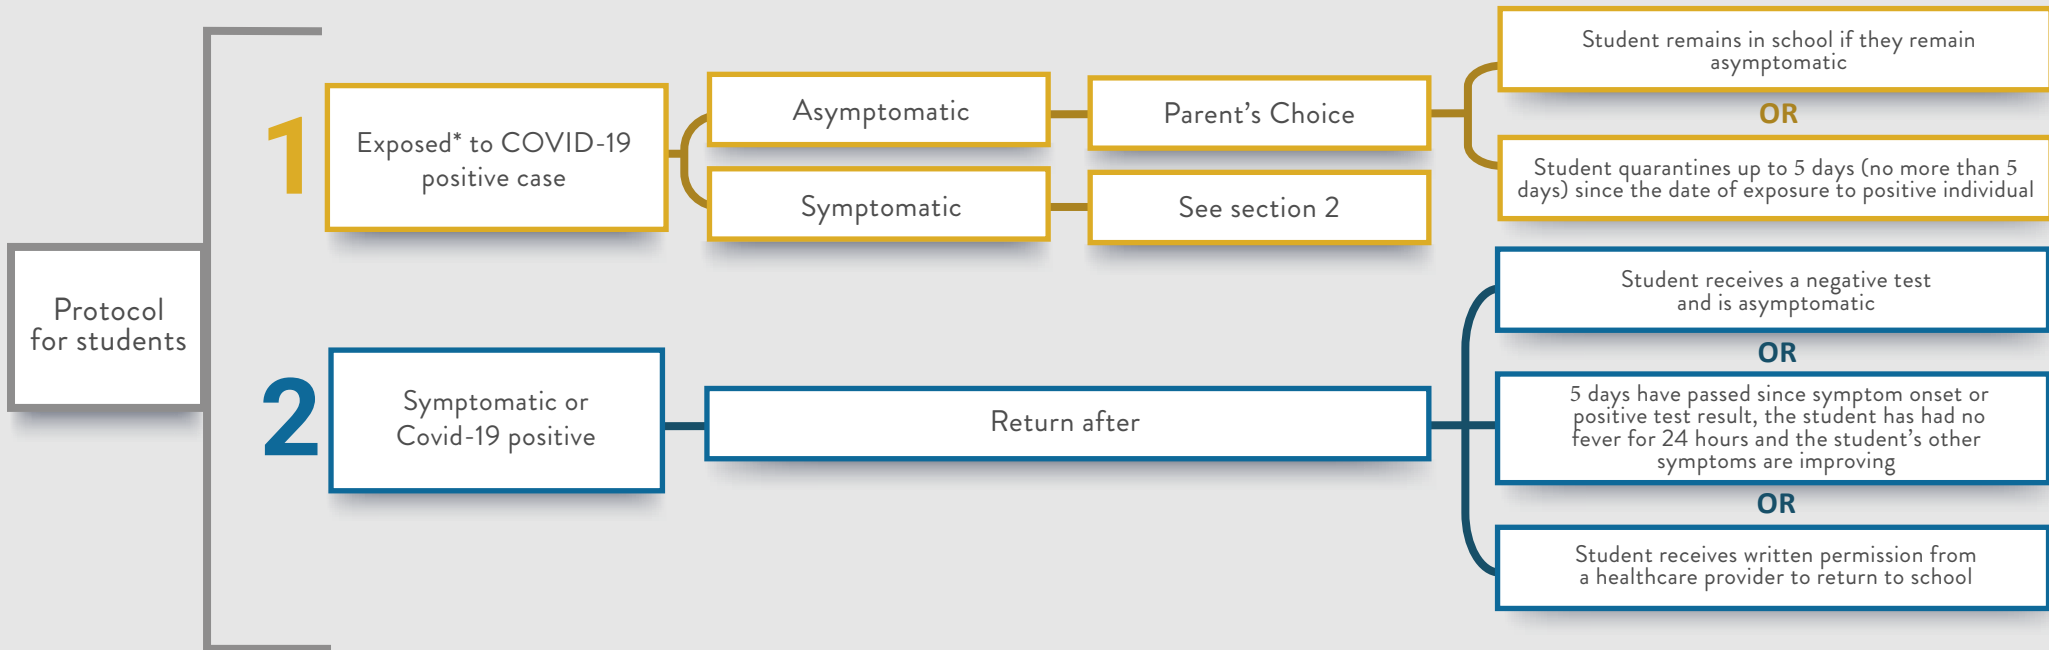 Protocol
for students
1
Exposed* to COVID-19
positive case
Asymptomatic
Parent's Choice
Student remains in school if they remain
asymptomatic
OR
Student quarantines up to 5 days (no more than 5
days) since the date of exposure to positive individual
Symptomatic
See section 2
2
Symptomatic or
Covid-19 positive
Return after
Student receives a negative test
and is asymptomatic
OR
5 days have passed since symptom onset or
positive test result, the student has had no
fever for 24 hours and the student's other
symptoms are improving
OR
Student receives written permission from
a healthcare provider to return to school